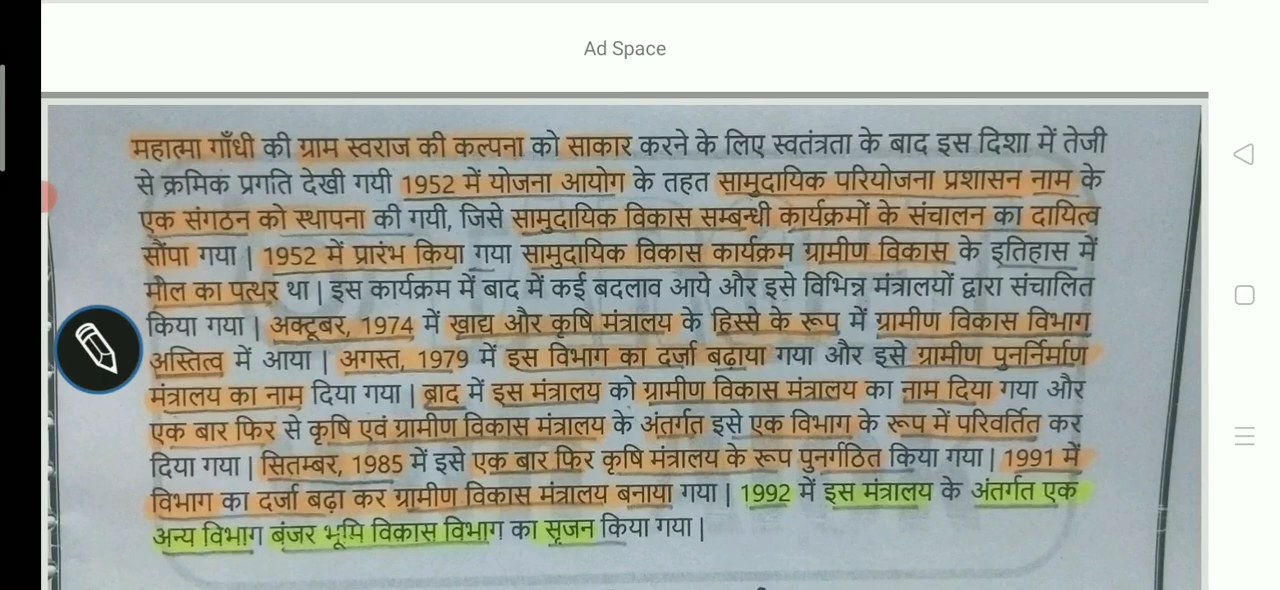 Ad Space
महात्मा गाँधी की ग्राम स्वराज की कल्पना को साकार करने के लिए स्वतंत्रता के बाद इस दिशा में तेजी
से क्रमिक प्रगति देखी गयी 1952 में योजना आयोग के तहत सामुदायिक परियोजना प्रशासन नाम के
एक संगठन को स्थापना की गयी, जिसे सामुदायिक विकास सम्बन्धी कार्यक्रमों के संचालन का दायित्व
सौंपा गया | 1952 में प्रारंभ किया गया सामुदायिक विकास कार्यक्रम ग्रामीण विकास के इतिहास में
मील का पत्थर था | इस कार्यक्रम में बाद में कई बदलाव आये और इसे विभिन्न मंत्रालयों द्वारा संचालित
किया गया | अक्टूबर, 1974 में खाद्य और कृषि मंत्रालय के हिस्से के रूप में ग्रामीण विकास विभाग
अस्तित्व में आया | अगस्त, 1979 में इस विभाग का दर्जा बढ़ाया गया और इसे ग्रामीण पुनर्निर्माण
मंत्रालय का नाम दिया गया | बाद में इस मंत्रालय को ग्रामीण विकास मंत्रालय का नाम दिया गया और
एक बार फिर से कृषि एवं ग्रामीण विकास मंत्रालय के अंतर्गत इसे एक विभाग के रूप में परिवर्तित कर
दिया गया | सितम्बर, 1985 में इसे एक बार फिर कृषि मंत्रालय के रूप पुनर्गठित किया गया | 1991 में
विभाग का दर्जा बढ़ा कर ग्रामीण विकास मंत्रालय बनाया गया | 1992 में इस मंत्रालय के अंतर्गत एक
अन्य विभाग बंजर भूमि विकास विभाग का सृजन किया गया |